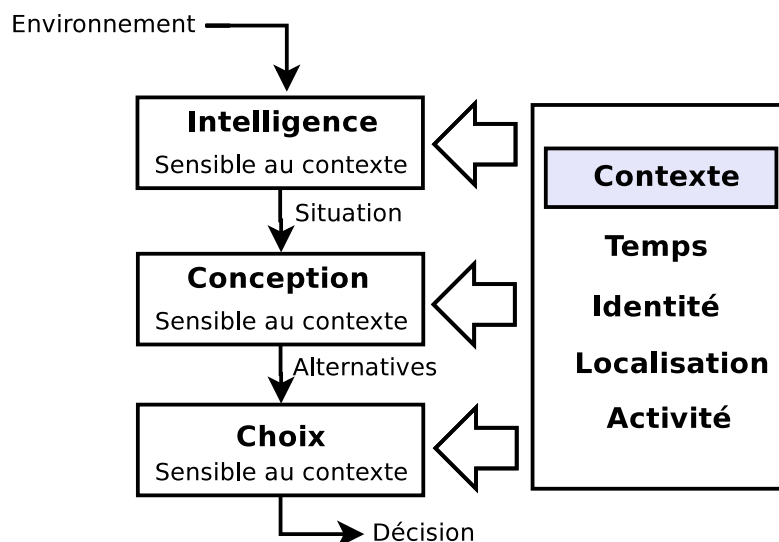 Environnement
Intelligence
Sensible au contexte
Situation
Conception
Sensible au contexte
Alternatives
Choix
Sensible au contexte
Décision
Contexte
Temps
Identité
Localisation
Activité